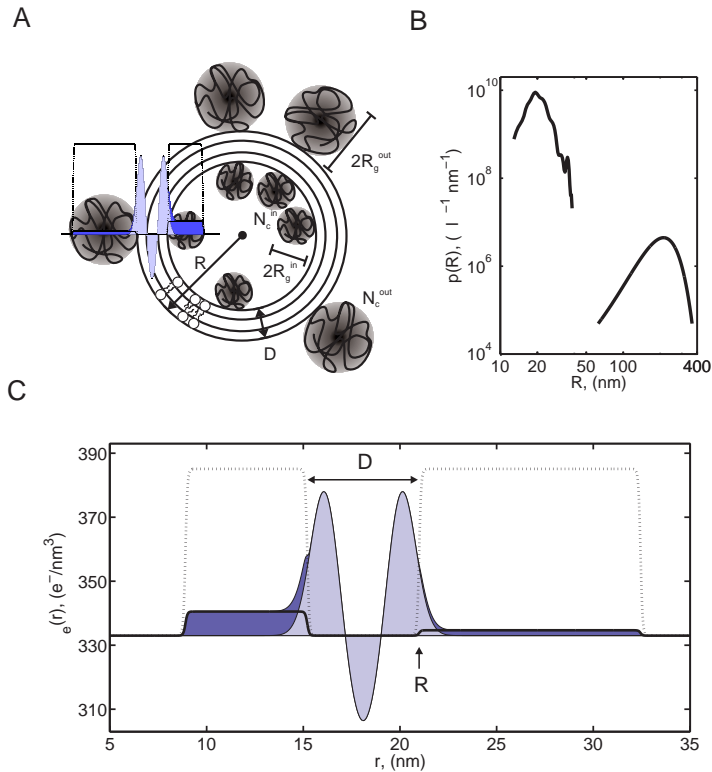 A
2R_g^out
N_c^in
R
2R_g^in
N_c^out
D
B
p(R), ( l^−1 nm^−1)
10^10
10^8
10^6
10^4
10 20 50 100 400
R, (nm)
C
ₑ(r), (e^−/nm^3)
390
370
350
333
310
D
R
5 10 15 20 25 30 35
r, (nm)